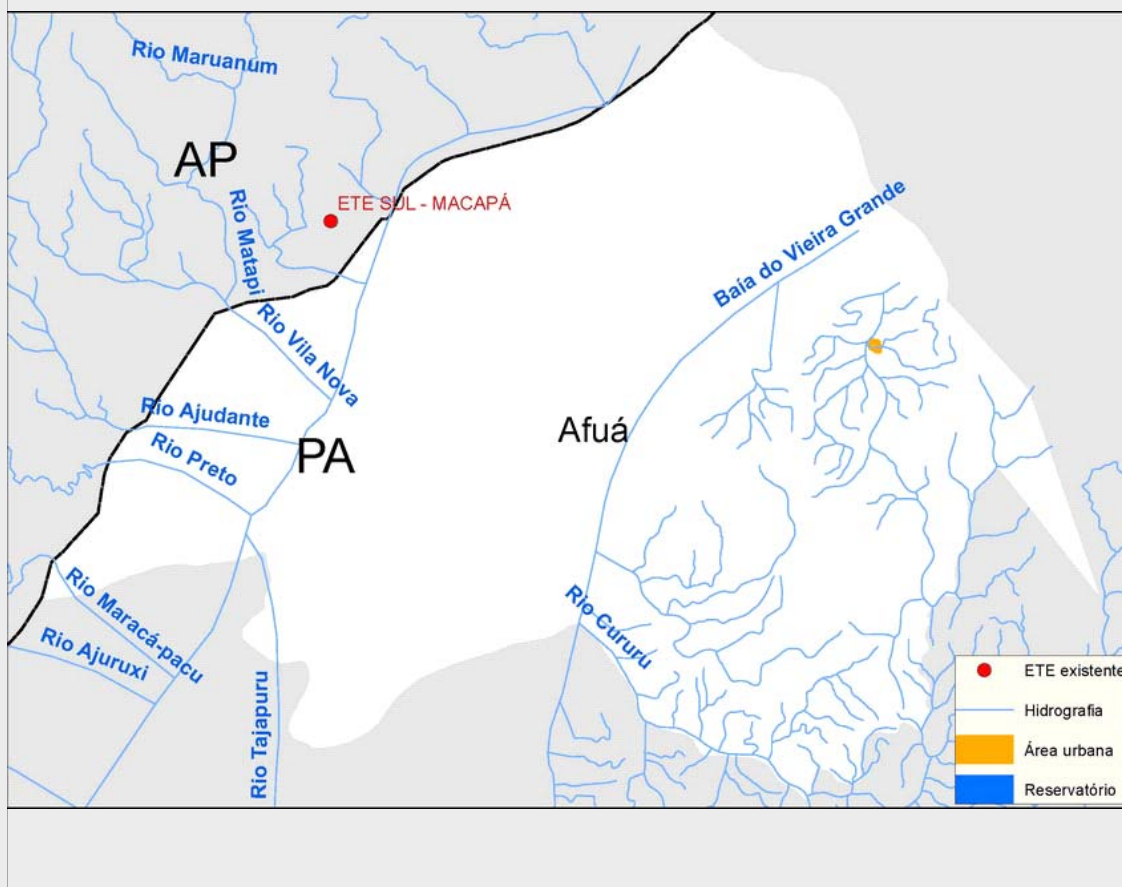 Rio Maruanum
AP
ETE SUL - MACAPÁ
Rio Matapi
Baía do Vieira Grande
Rio Vila Nova
Rio Ajudante
Afuá
PA
Rio Preto
Rio Maracá-pacu
Rio Cururu
Rio Ajuruxi
Rio Tajapuru
ETE existente
Hidrografia
Área urbana
Reservatório